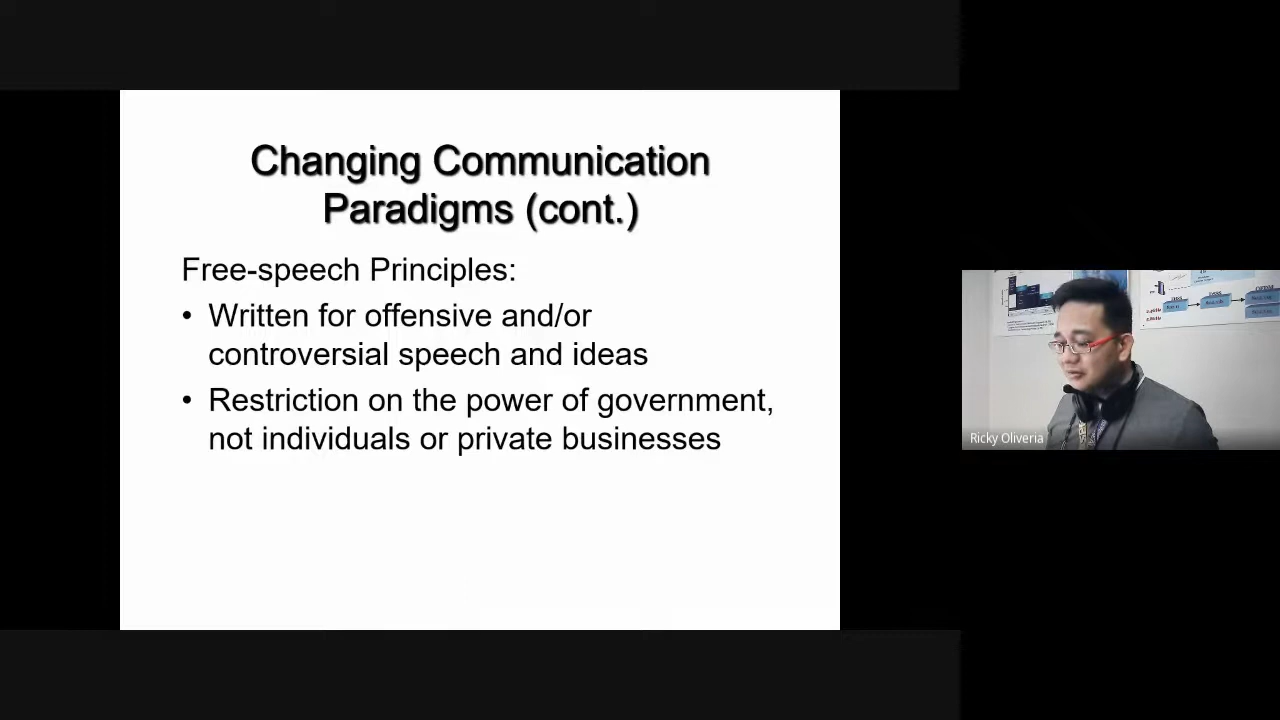 Changing Communication
Paradigms (cont.)
Free-speech Principles:
• Written for offensive and/or
controversial speech and ideas
• Restriction on the power of government,
not individuals or private businesses
Ricky Oliveria